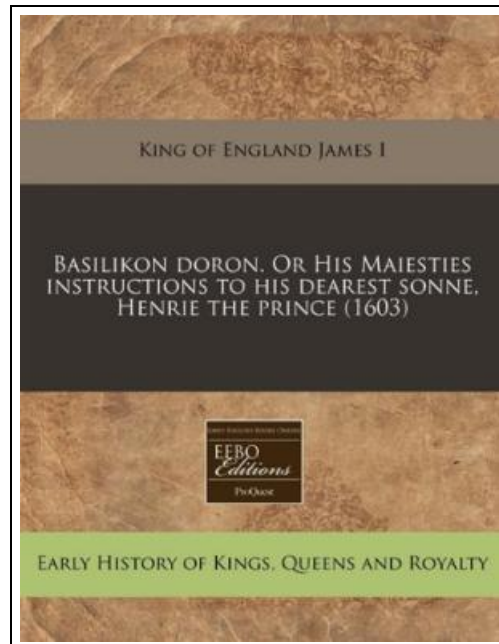 KING OF ENGLAND JAMES I
BASILIKON DORON. OR HIS MAIESTIES
INSTRUCTIONS TO HIS DEAREST SONNE,
HENRIE THE PRINCE (1603)
EEBO
Editions
ProQuest
EARLY HISTORY OF KINGS, QUEENS AND ROYALTY